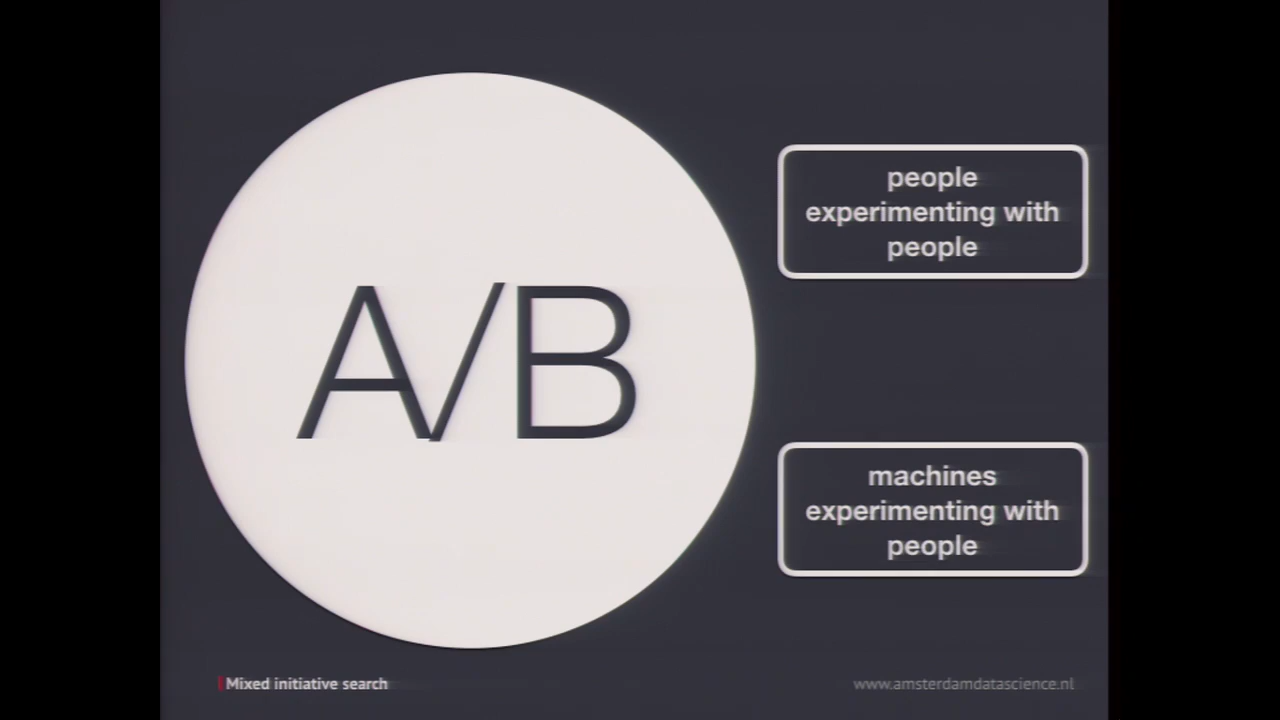 A/B
people
experimenting with
people
machines
experimenting with
people
Mixed initiative search
www.amsterdamdatascience.nl